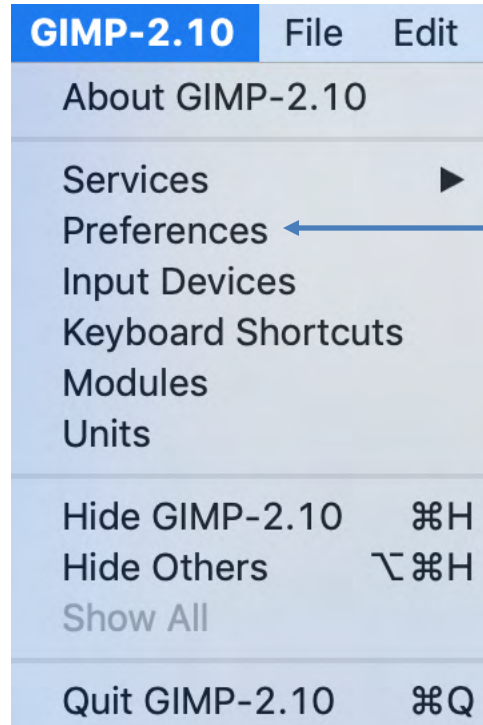 GIMP-2.10 File Edit
About GIMP-2.10
Services ▶
Preferences
Input Devices
Keyboard Shortcuts
Modules
Units
Hide GIMP-2.10 ⌘H
Hide Others ⌥⌘H
Show All
Quit GIMP-2.10 ⌘Q